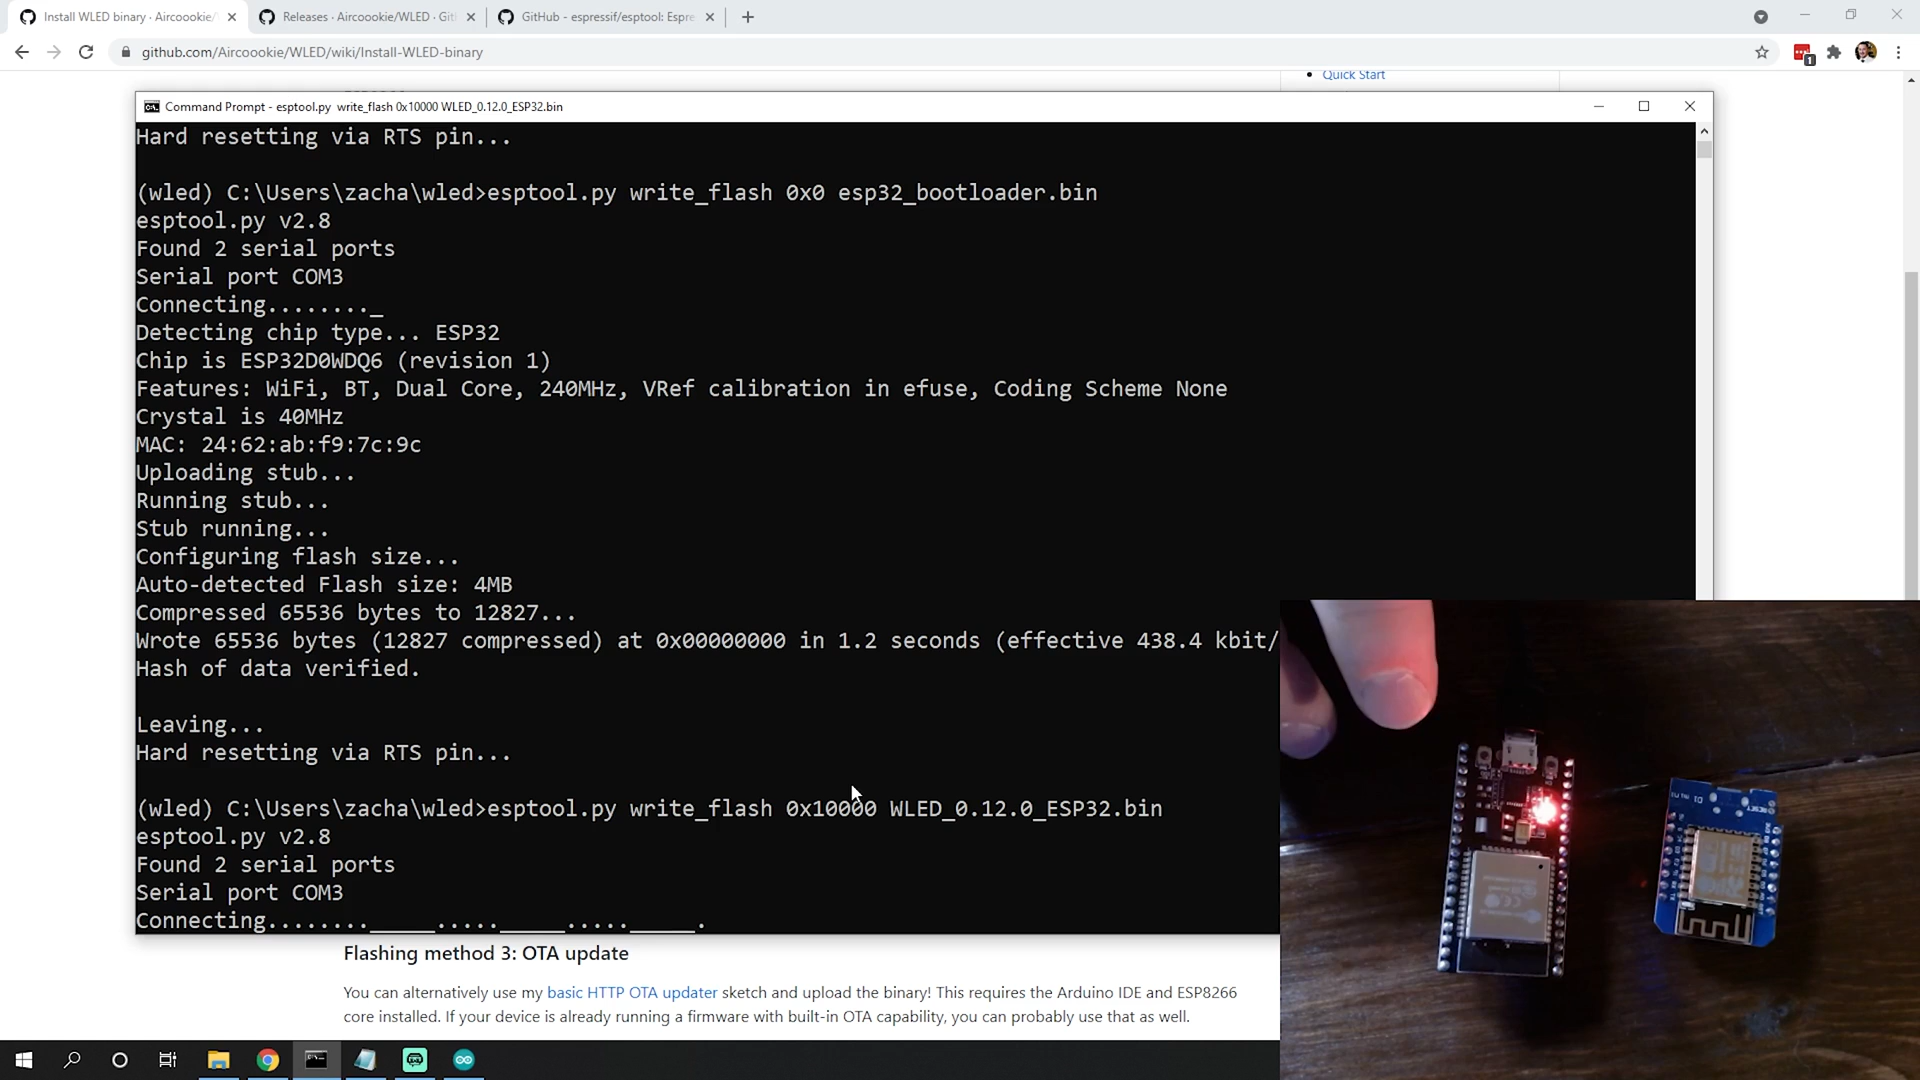 Install WLED binary · Aircoookie/
Releases · Aircoookie/WLED · Git
GitHub - espressif/esptool: Espre
github.com/Aircoookie/WLED/wiki/Install-WLED-binary
1
Quick Start
Command Prompt - esptool.py write_flash 0x10000 WLED_0.12.0_ESP32.bin
Hard resetting via RTS pin...
(wled) C:\Users\zacha\wled>esptool.py write_flash 0x0 esp32_bootloader.bin
esptool.py v2.8
Found 2 serial ports
Serial port COM3
Connecting........_
Detecting chip type... ESP32
Chip is ESP32D0WDQ6 (revision 1)
Features: WiFi, BT, Dual Core, 240MHz, VRef calibration in efuse, Coding Scheme None
Crystal is 40MHz
MAC: 24:62:ab:f9:7c:9c
Uploading stub...
Running stub...
Stub running...
Configuring flash size...
Auto-detected Flash size: 4MB
Compressed 65536 bytes to 12827...
Wrote 65536 bytes (12827 compressed) at 0x00000000 in 1.2 seconds (effective 438.4 kbit/
Hash of data verified.
Leaving...
Hard resetting via RTS pin...
(wled) C:\Users\zacha\wled>esptool.py write_flash 0x10000 WLED_0.12.0_ESP32.bin
esptool.py v2.8
Found 2 serial ports
Serial port COM3
Connecting........_____....._____....._____.
Flashing method 3: OTA update
You can alternatively use my basic HTTP OTA updater sketch and upload the binary! This requires the Arduino IDE and ESP8266
core installed. If your device is already running a firmware with built-in OTA capability, you can probably use that as well.